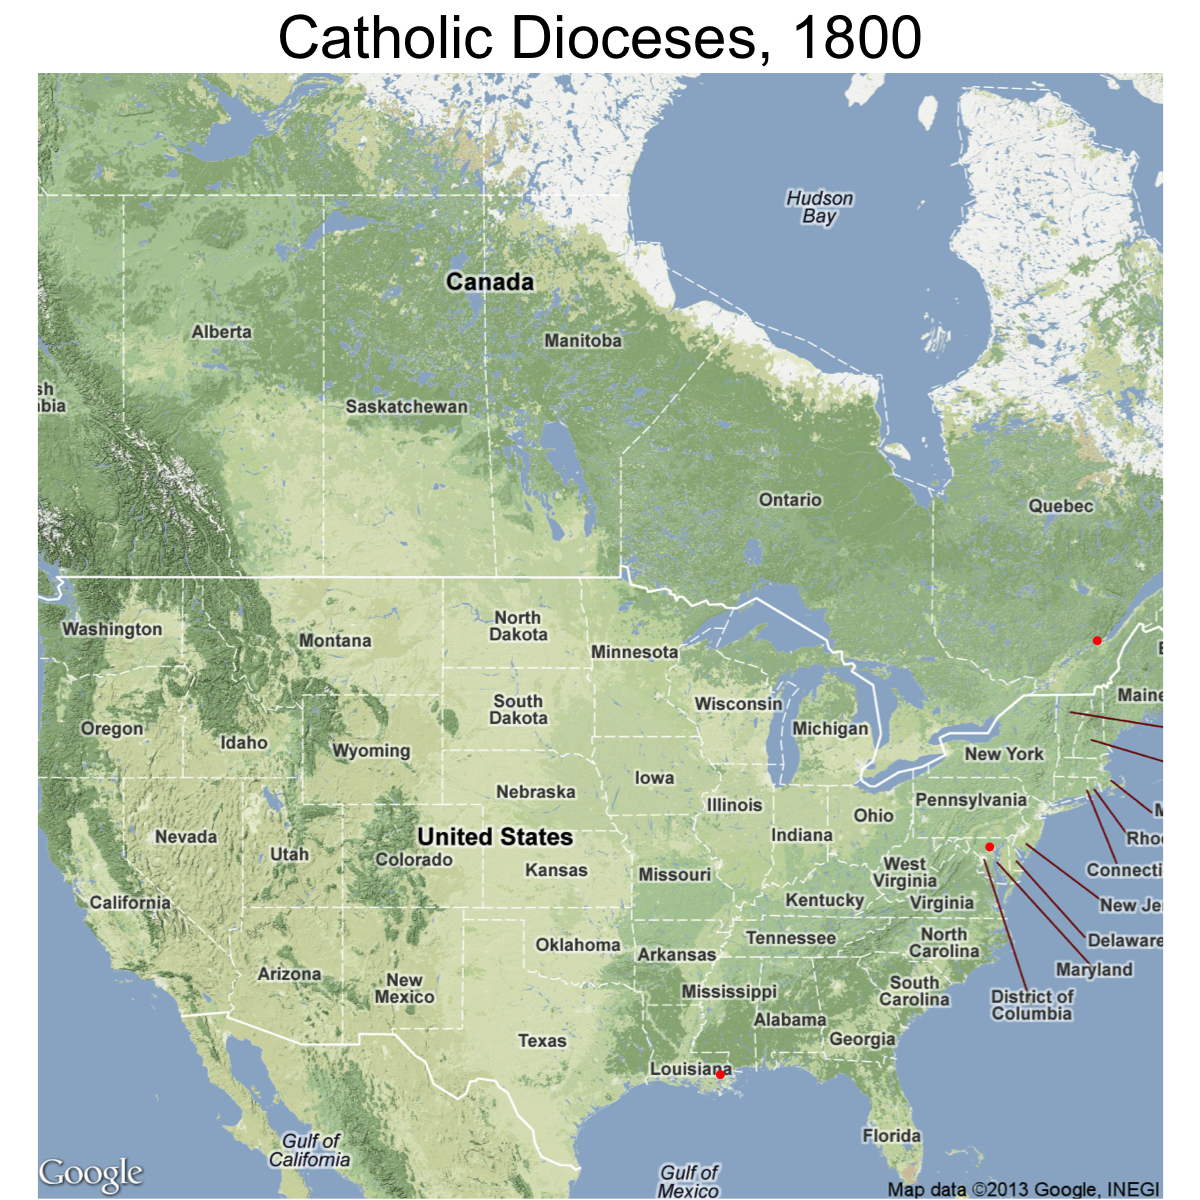 Catholic Dioceses, 1800
Hudson
Bay
Canada
Alberta
Manitoba
sh
bia
Saskatchewan
Ontario
Quebec
Washington
Montana
North
Dakota
Minnesota
Maine
South
Dakota
Wisconsin
Oregon
Idaho
Wyoming
Michigan
New York
Nebraska
Iowa
Illinois
Pennsylvania
Ohio
Indiana
M
Rho
Nevada
Utah
United States
Colorado
Kansas
Missouri
West
Virginia
Connecti
California
Kentucky
Virginia
New Je
Oklahoma
Arkansas
Tennessee
North
Carolina
Delaware
Maryland
Arizona
New
Mexico
Mississippi
South
Carolina
District of
Columbia
Alabama
Georgia
Texas
Louisiana
Florida
Gulf of
California
Gulf of
Mexico
Google
Map data ©2013 Google, INEGI